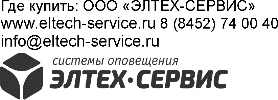 Где купить: ООО «ЭЛТЕХ-СЕРВИС»
www.eltech-service.ru 8 (8452) 74 00 40
info@eltech-service.ru
системы оповещения
ЭЛТЕХ·СЕРВИС